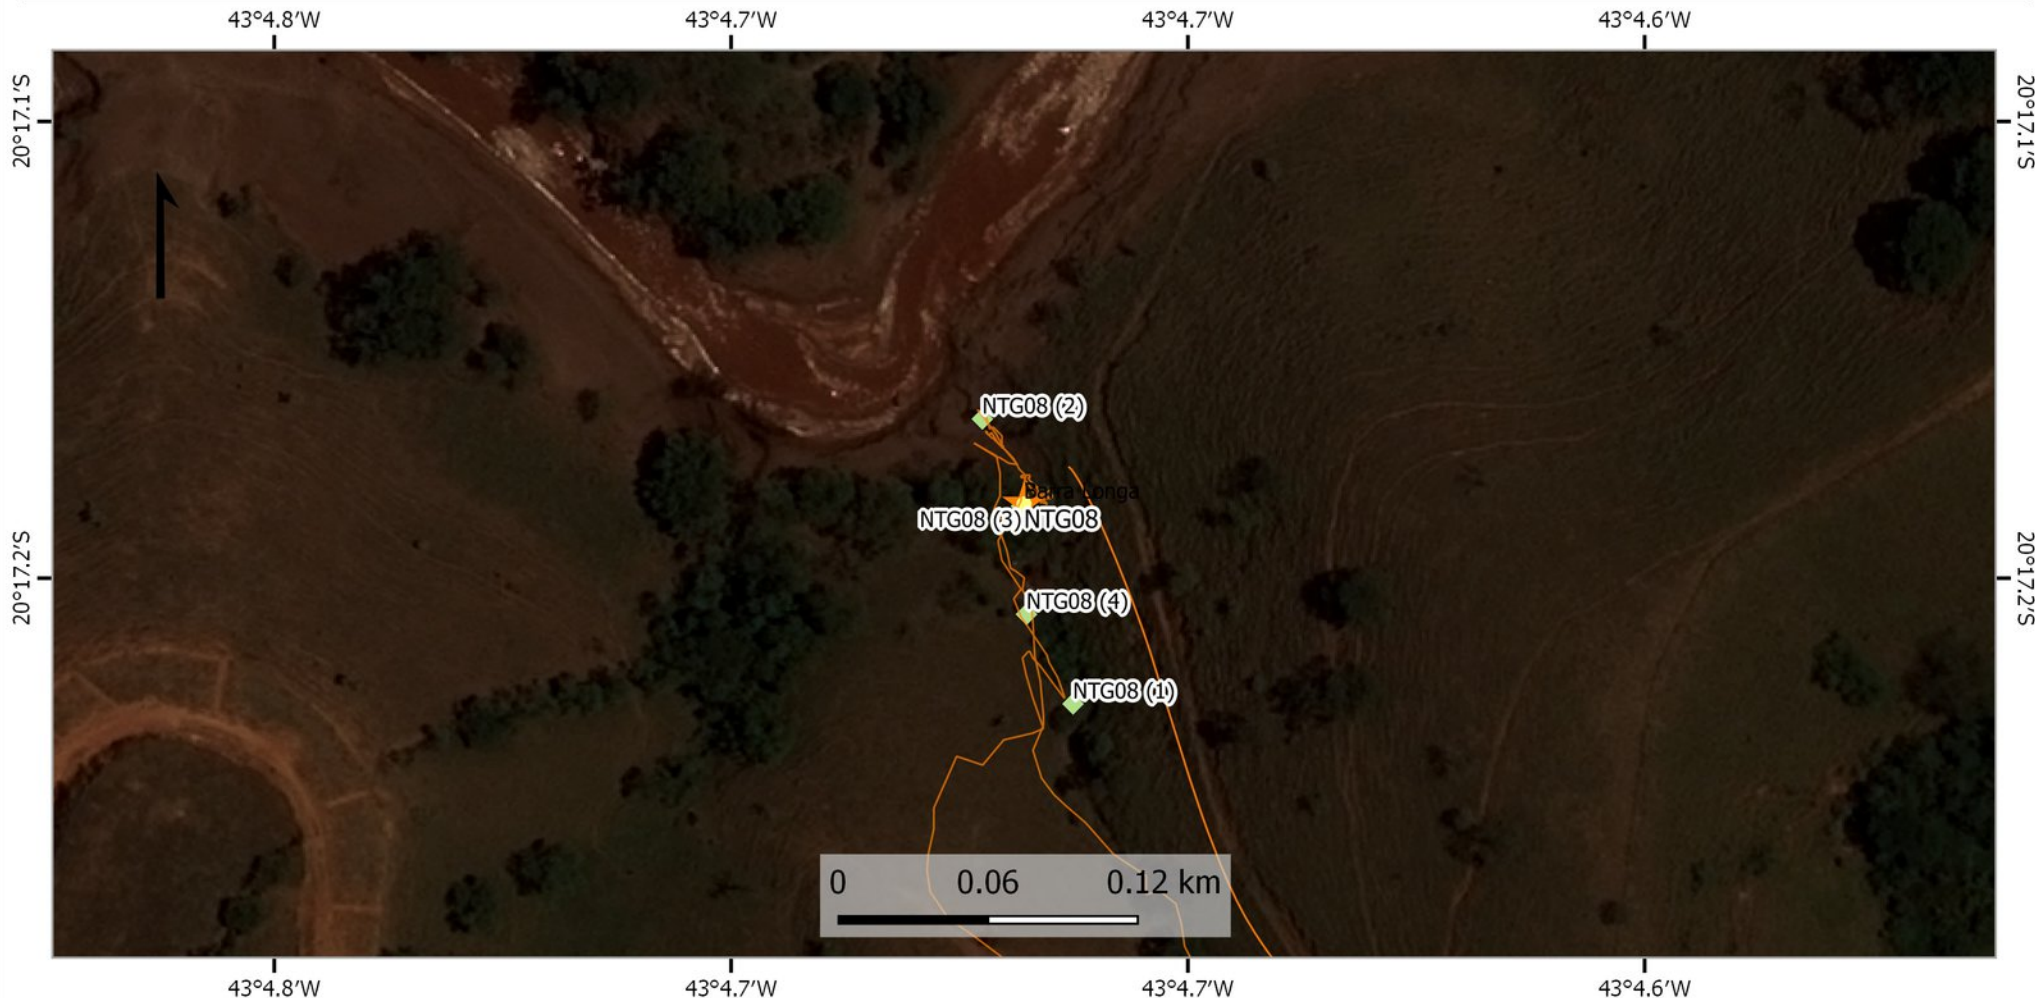 43°4.8′W 43°4.7′W 43°4.7′W 43°4.6′W
20°17.1′S
20°17.1′S
NTG08 (2)
Barra Longa
NTG08 (3) NTG08
20°17.2′S
20°17.2′S
NTG08 (4)
NTG08 (1)
0 0.06 0.12 km
43°4.8′W 43°4.7′W 43°4.7′W 43°4.6′W